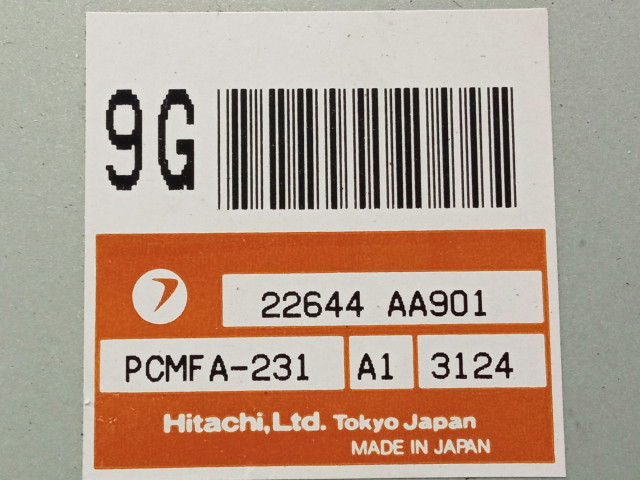 9G
22644 AA901
PCMFA-231 A1 3124
Hitachi,Ltd. Tokyo Japan
MADE IN JAPAN